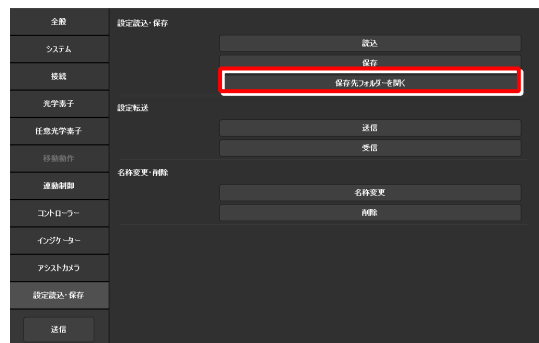 全般
システム
接続
光学素子
任意光学素子
移動動作
連動制御
コントローラー
インジケーター
アシストカメラ
設定読込・保存
送信
設定読込・保存
読込
保存
保存先フォルダーを開く
設定転送
送信
受信
名称変更・削除
名称変更
削除